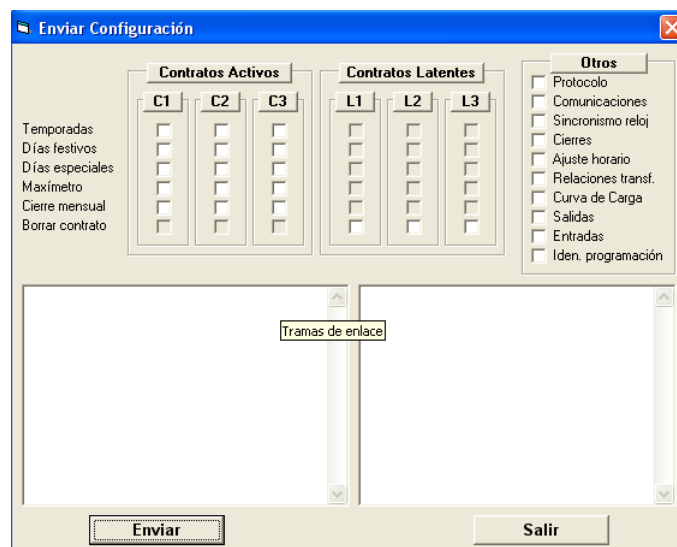 Enviar Configuración
Contratos Activos
Contratos Latentes
Otros
C1 C2 C3 L1 L2 L3
Temporadas
Días festivos
Días especiales
Maxímetro
Cierre mensual
Borrar contrato
Protocolo
Comunicaciones
Sincronismo reloj
Cierres
Ajuste horario
Relaciones transf.
Curva de Carga
Salidas
Entradas
Iden. programación
Tramas de enlace
Enviar
Salir